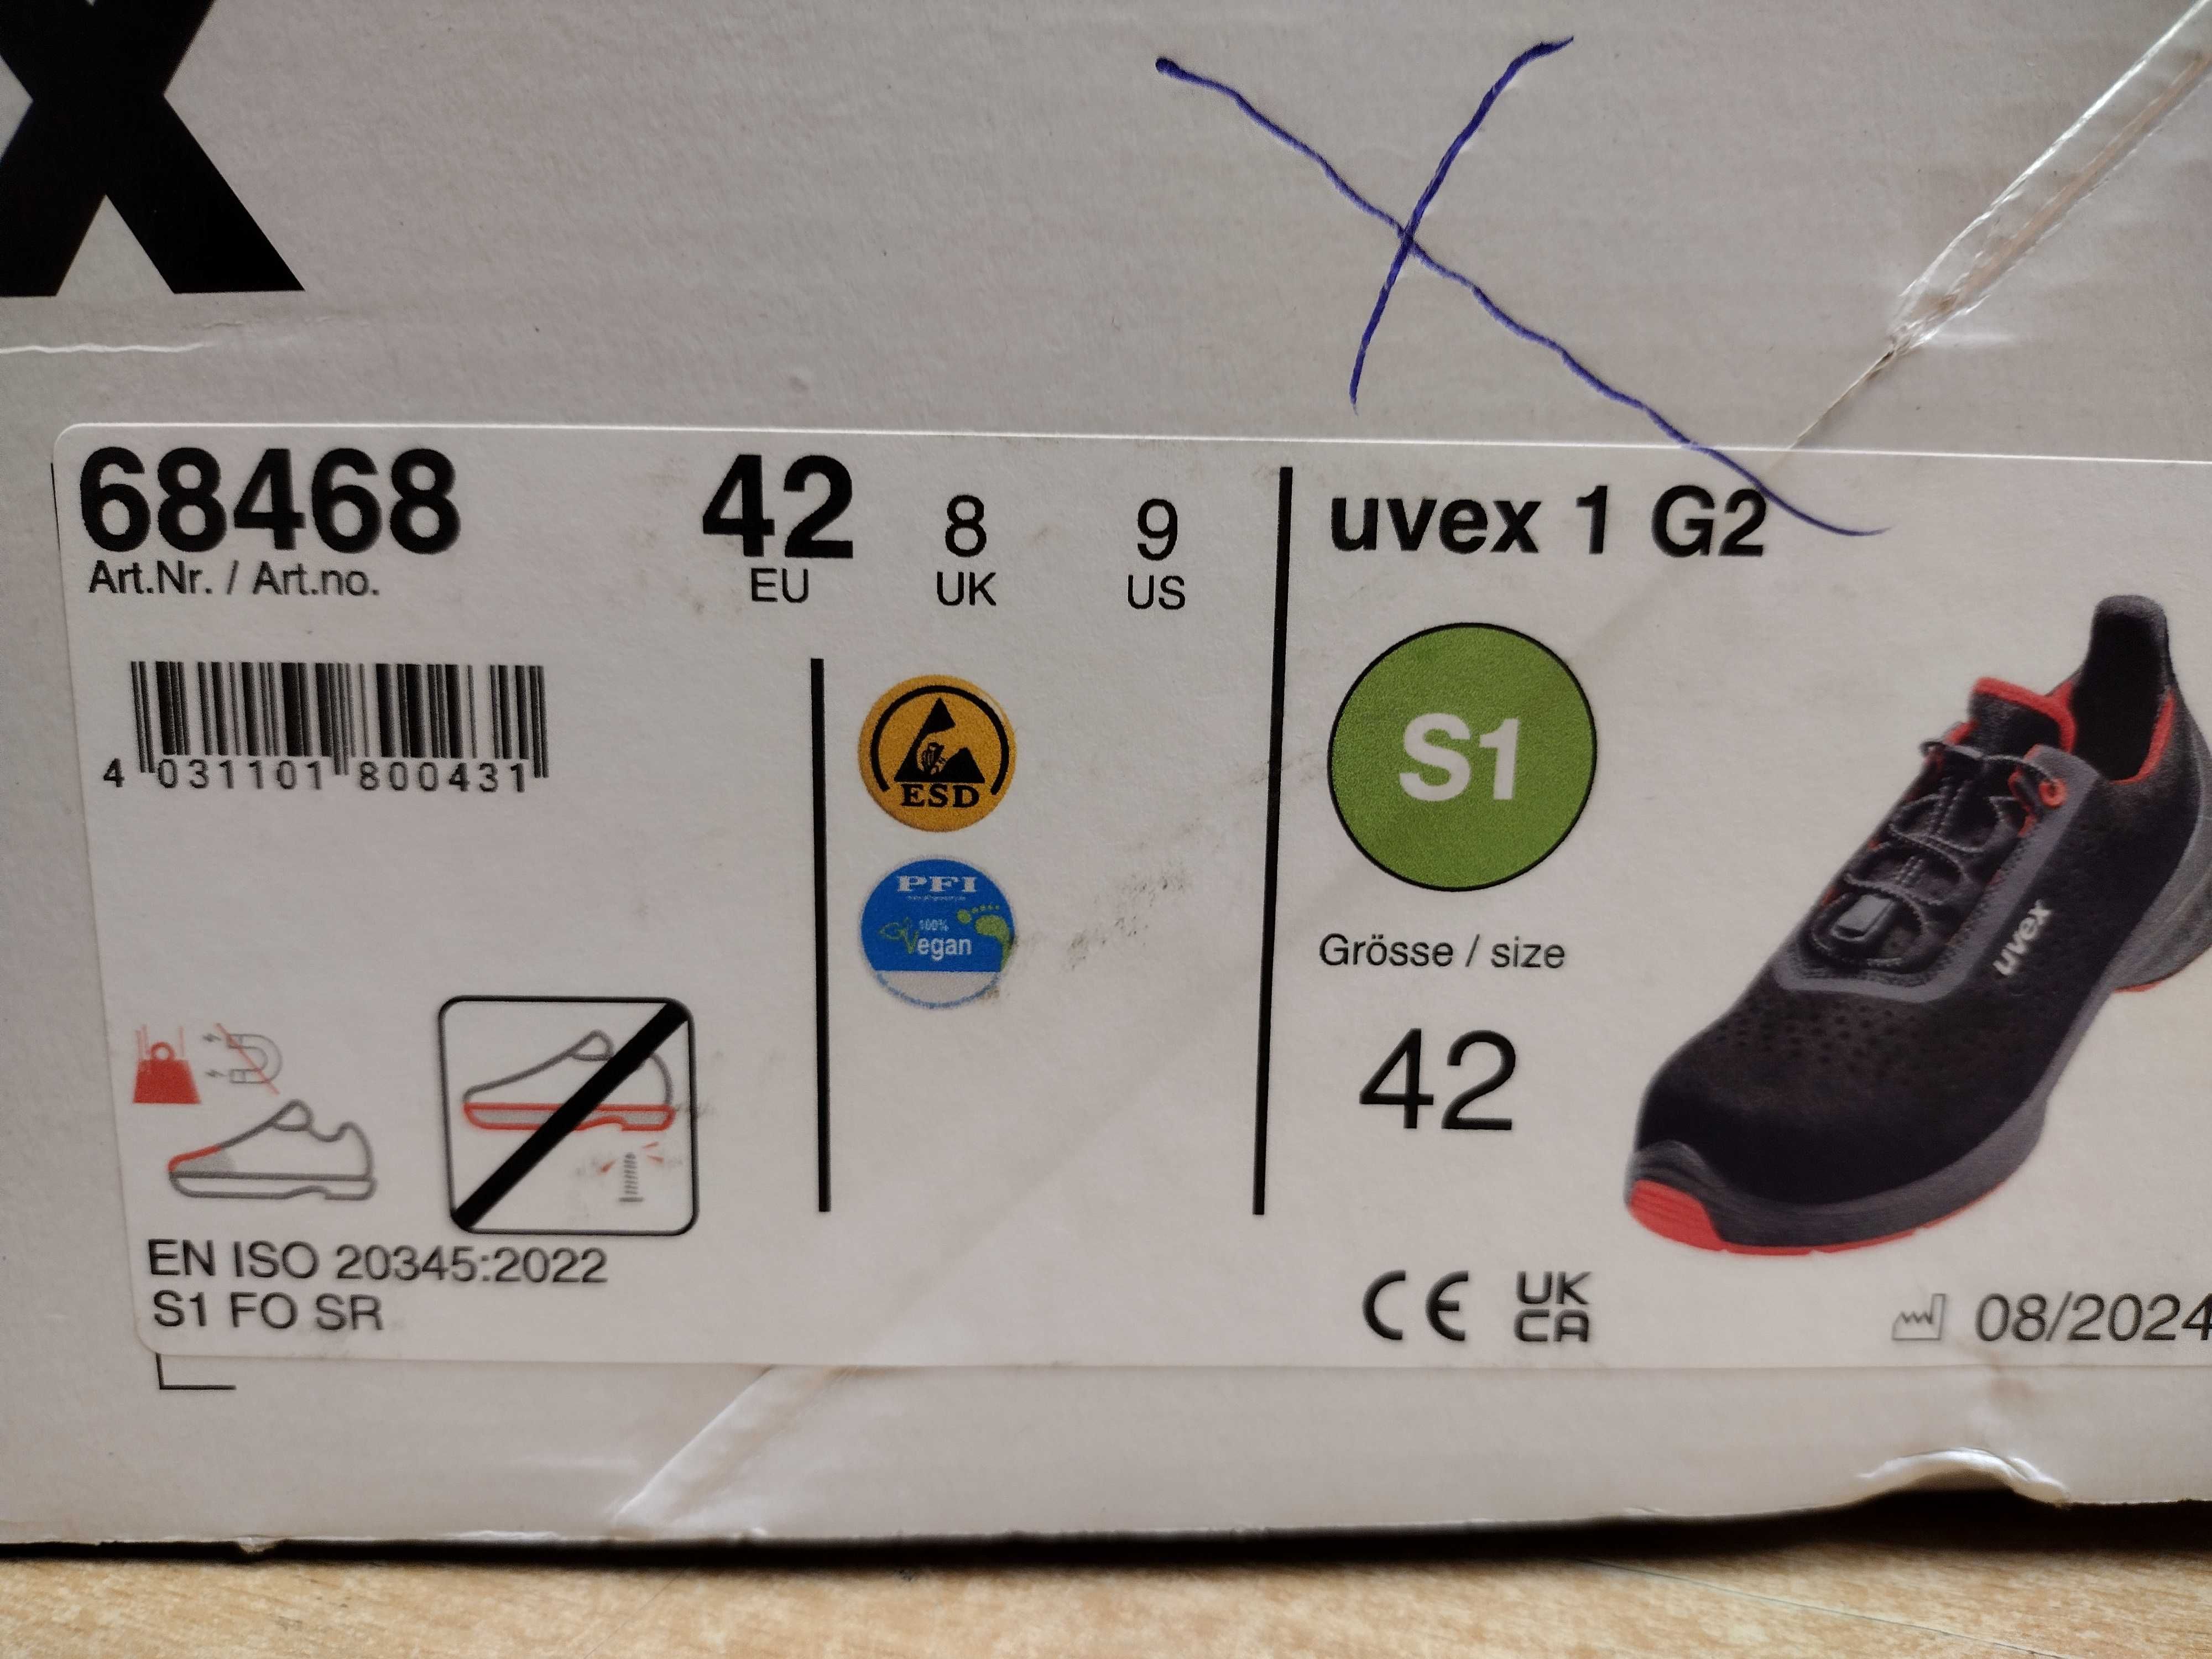 X
68468
Art.Nr. / Art.no.
42
EU
8
UK
9
US
uvex 1 G2
4 031101 800431
ESD
PFI
100%
Vegan
S1
Grösse / size
42
uvex
EN ISO 20345:2022
S1 FO SR
CE
UK
CA
08/2024